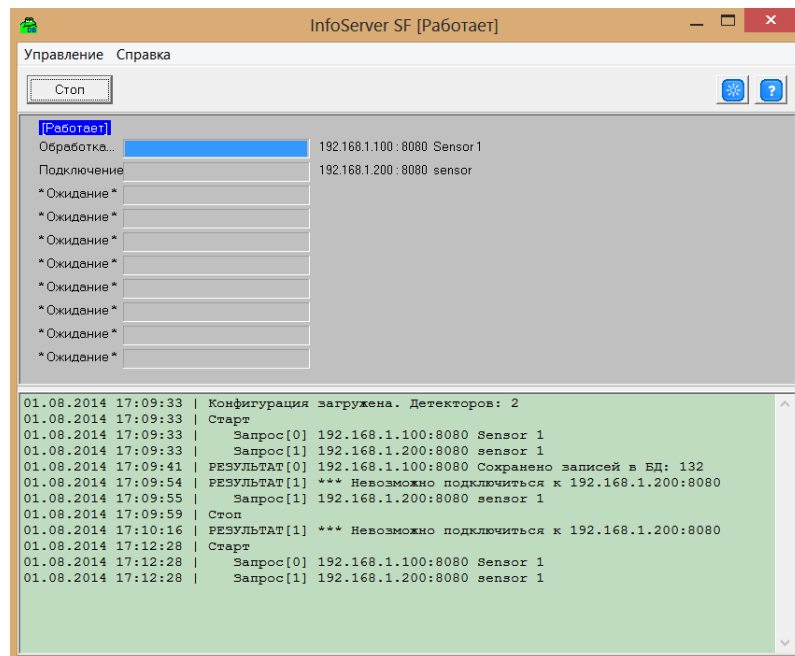 InfoServer SF [Работает]
Управление Справка
Стоп
[Работает]
Обработка... 192.168.1.100 : 8080 Sensor 1
Подключение 192.168.1.200 : 8080 sensor
* Ожидание *
* Ожидание *
* Ожидание *
* Ожидание *
* Ожидание *
* Ожидание *
* Ожидание *
* Ожидание *
01.08.2014 17:09:33 | Конфигурация загружена. Детекторов: 2
01.08.2014 17:09:33 | Старт
01.08.2014 17:09:33 | Запрос[0] 192.168.1.100:8080 Sensor 1
01.08.2014 17:09:33 | Запрос[1] 192.168.1.200:8080 sensor 1
01.08.2014 17:09:41 | РЕЗУЛЬТАТ[0] 192.168.1.100:8080 Сохранено записей в БД: 132
01.08.2014 17:09:54 | РЕЗУЛЬТАТ[1] *** Невозможно подключиться к 192.168.1.200:8080
01.08.2014 17:09:55 | Запрос[1] 192.168.1.200:8080 sensor 1
01.08.2014 17:09:59 | Стоп
01.08.2014 17:10:16 | РЕЗУЛЬТАТ[1] *** Невозможно подключиться к 192.168.1.200:8080
01.08.2014 17:12:28 | Старт
01.08.2014 17:12:28 | Запрос[0] 192.168.1.100:8080 Sensor 1
01.08.2014 17:12:28 | Запрос[1] 192.168.1.200:8080 sensor 1